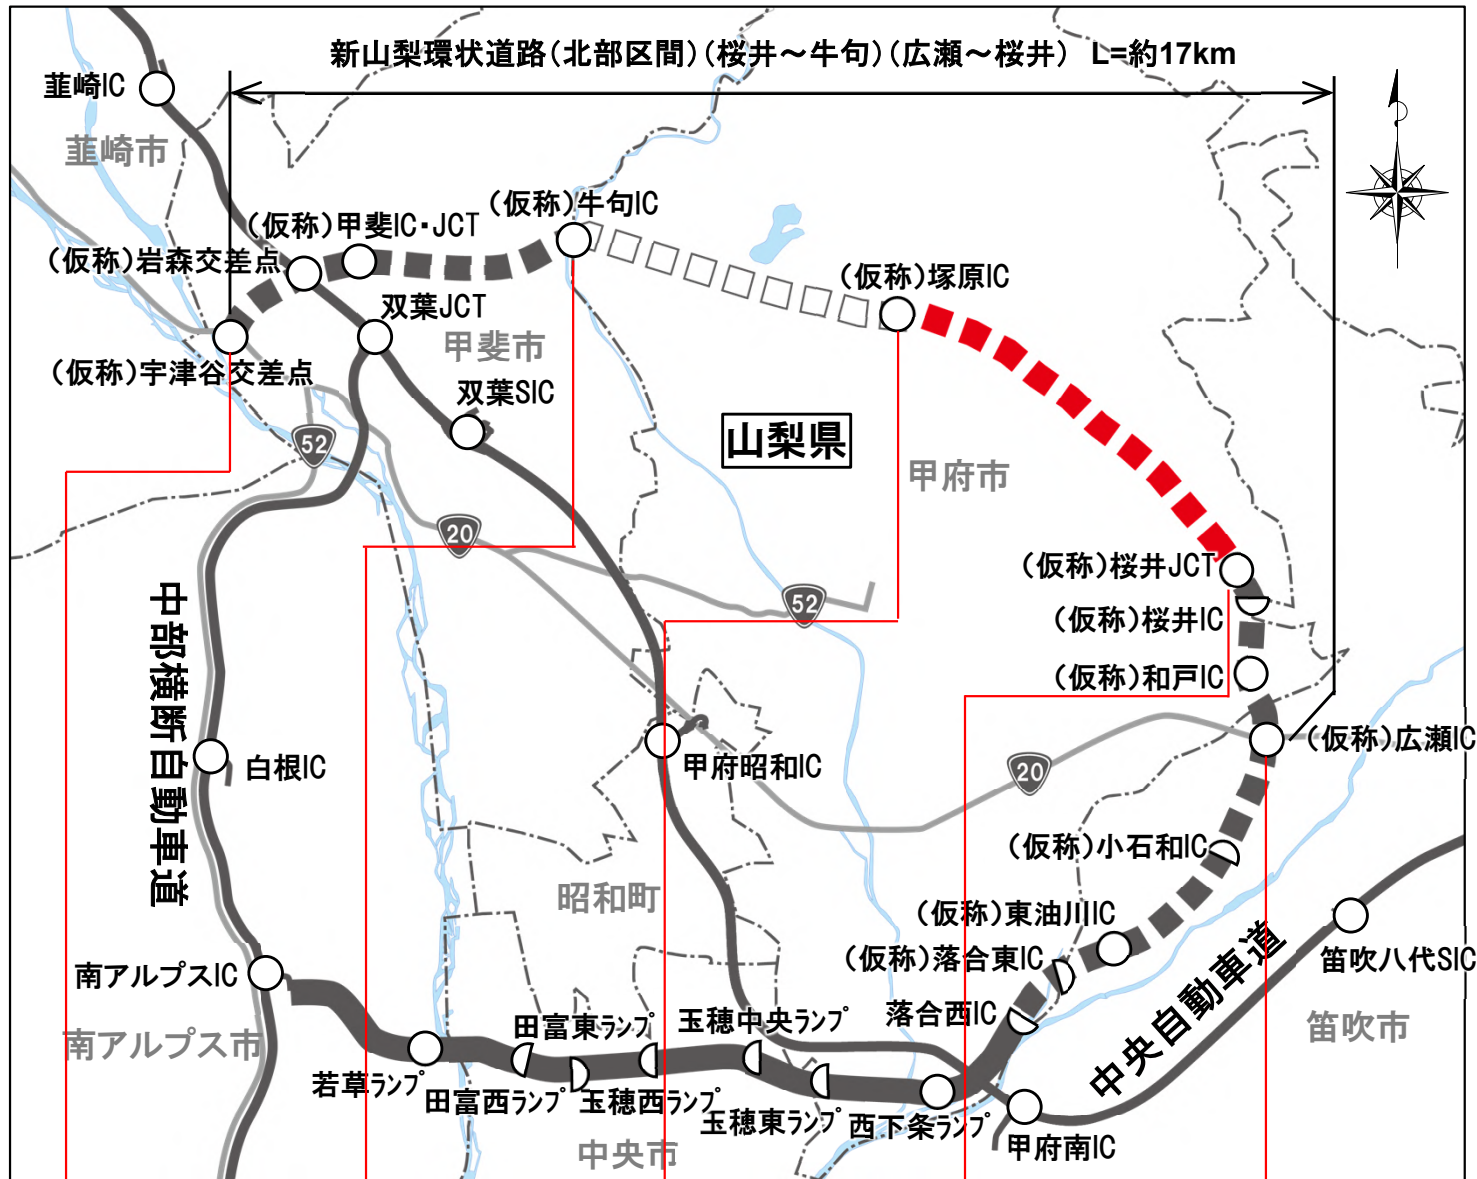 新山梨環状道路(北部区間)(桜井～牛句)(広瀬～桜井) L=約17km
韮崎IC
韮崎市
(仮称)牛句IC
(仮称)甲斐IC・JCT
(仮称)岩森交差点
(仮称)塚原IC
双葉JCT
甲斐市
(仮称)宇津谷交差点
双葉SIC
52
山梨県
甲府市
20
(仮称)桜井JCT
52
(仮称)桜井IC
中部横断自動車道
(仮称)和戸IC
(仮称)広瀬IC
白根IC
甲府昭和IC
20
(仮称)小石和IC
昭和町
(仮称)東油川IC
(仮称)落合東IC
笛吹八代SIC
南アルプスIC
落合西IC
中央自動車道
笛吹市
田富東ランプ
玉穂中央ランプ
南アルプス市
若草ランプ
田富西ランプ
玉穂西ランプ
玉穂東ランプ
西下条ランプ
甲府南IC
中央市